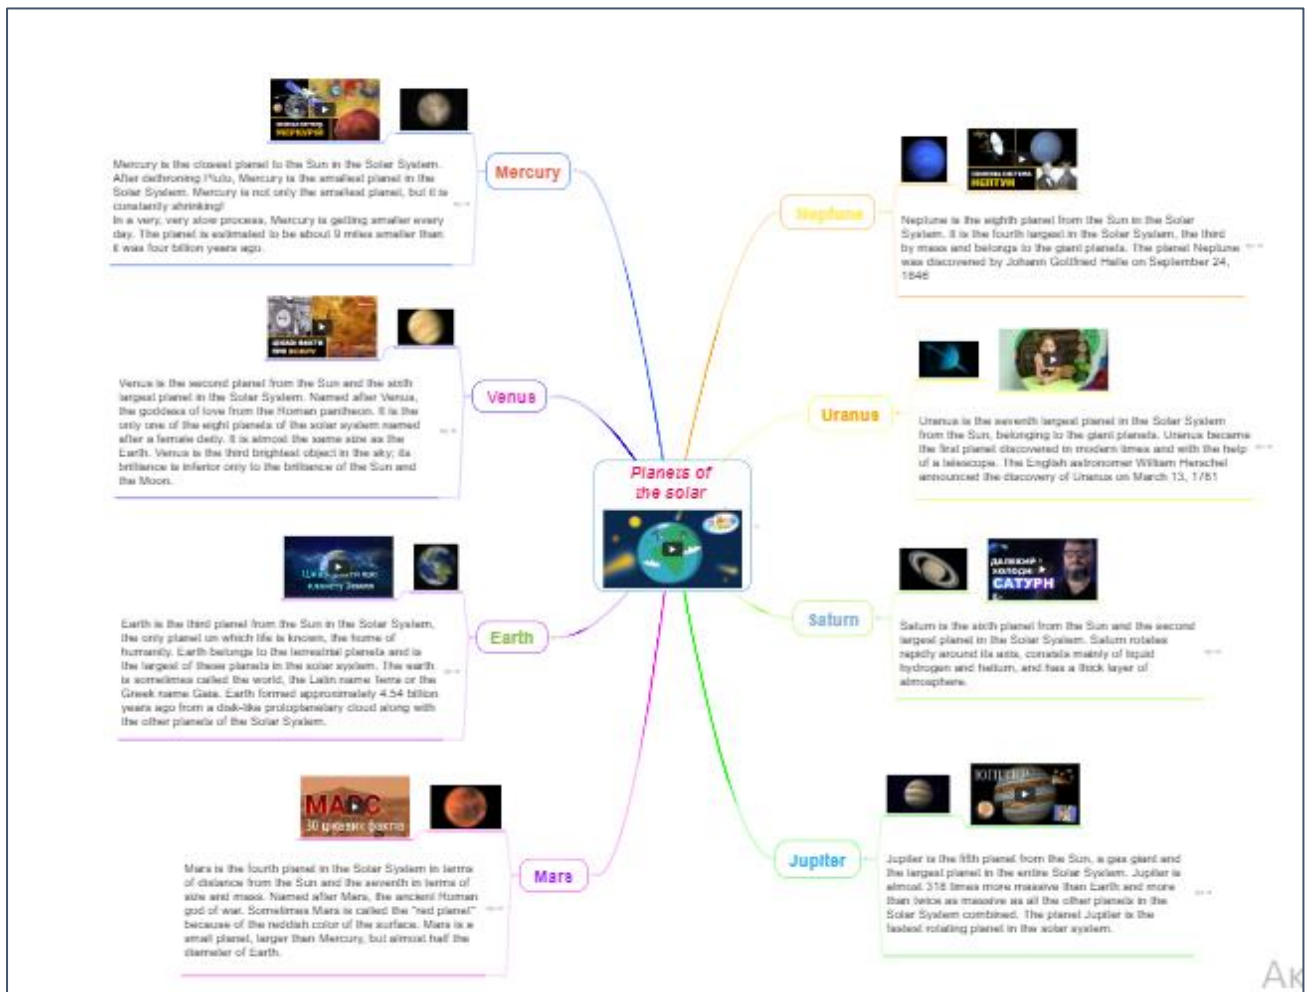 Planets of
the solar
Mercury
МЕРКУРІЙ
Mercury is the closest planet to the Sun in the Solar System.
After dethroning Pluto, Mercury is the smallest planet in the
Solar System. Mercury is not only the smallest planet, but it is
constantly shrinking!
In a very, very slow process, Mercury is getting smaller every
day. The planet is estimated to be about 9 miles smaller than
it was four billion years ago.
Venus
ЦІКАВІ ФАКТИ
ПРО ВЕНЕРУ
Venus is the second planet from the Sun and the sixth
largest planet in the Solar System. Named after Venus,
the goddess of love from the Roman pantheon. It is the
only one of the eight planets of the solar system named
after a female deity. It is almost the same size as the
Earth. Venus is the third brightest object in the sky; its
brilliance is inferior only to the brilliance of the Sun and
the Moon.
Earth
планету Земля
Earth is the third planet from the Sun in the Solar System,
the only planet on which life is known, the home of
humanity. Earth belongs to the terrestrial planets and is
the largest of these planets in the solar system. The earth
is sometimes called the world, the Latin name Terra or the
Greek name Gaia. Earth formed approximately 4.54 billion
years ago from a disk-like protoplanetary cloud along with
the other planets of the Solar System.
Mars
МАРС
30 цікавих фактів
Mars is the fourth planet in the Solar System in terms
of distance from the Sun and the seventh in terms of
size and mass. Named after Mars, the ancient Roman
god of war. Sometimes Mars is called the "red planet"
because of the reddish color of the surface. Mars is a
small planet, larger than Mercury, but almost half the
diameter of Earth.
Neptune
СОНЯЧНА СИСТЕМА
НЕПТУН
Neptune is the eighth planet from the Sun in the Solar
System. It is the fourth largest in the Solar System, the third
by mass and belongs to the giant planets. The planet Neptune
was discovered by Johann Gottfried Halle on September 24,
1846
Uranus
Uranus is the seventh largest planet in the Solar System
from the Sun, belonging to the giant planets. Uranus became
the first planet discovered in modern times and with the help
of a telescope. The English astronomer William Herschel
announced the discovery of Uranus on March 13, 1781
Saturn
ДАЛЕКИЙ І
ХОЛОДНИЙ
САТУРН
Saturn is the sixth planet from the Sun and the second
largest planet in the Solar System. Saturn rotates
rapidly around its axis, consists mainly of liquid
hydrogen and helium, and has a thick layer of
atmosphere.
Jupiter
ЮПІТЕР
Jupiter is the fifth planet from the Sun, a gas giant and
the largest planet in the entire Solar System. Jupiter is
almost 318 times more massive than Earth and more
than twice as massive as all the other planets in the
Solar System combined. The planet Jupiter is the
fastest rotating planet in the solar system.
Ак